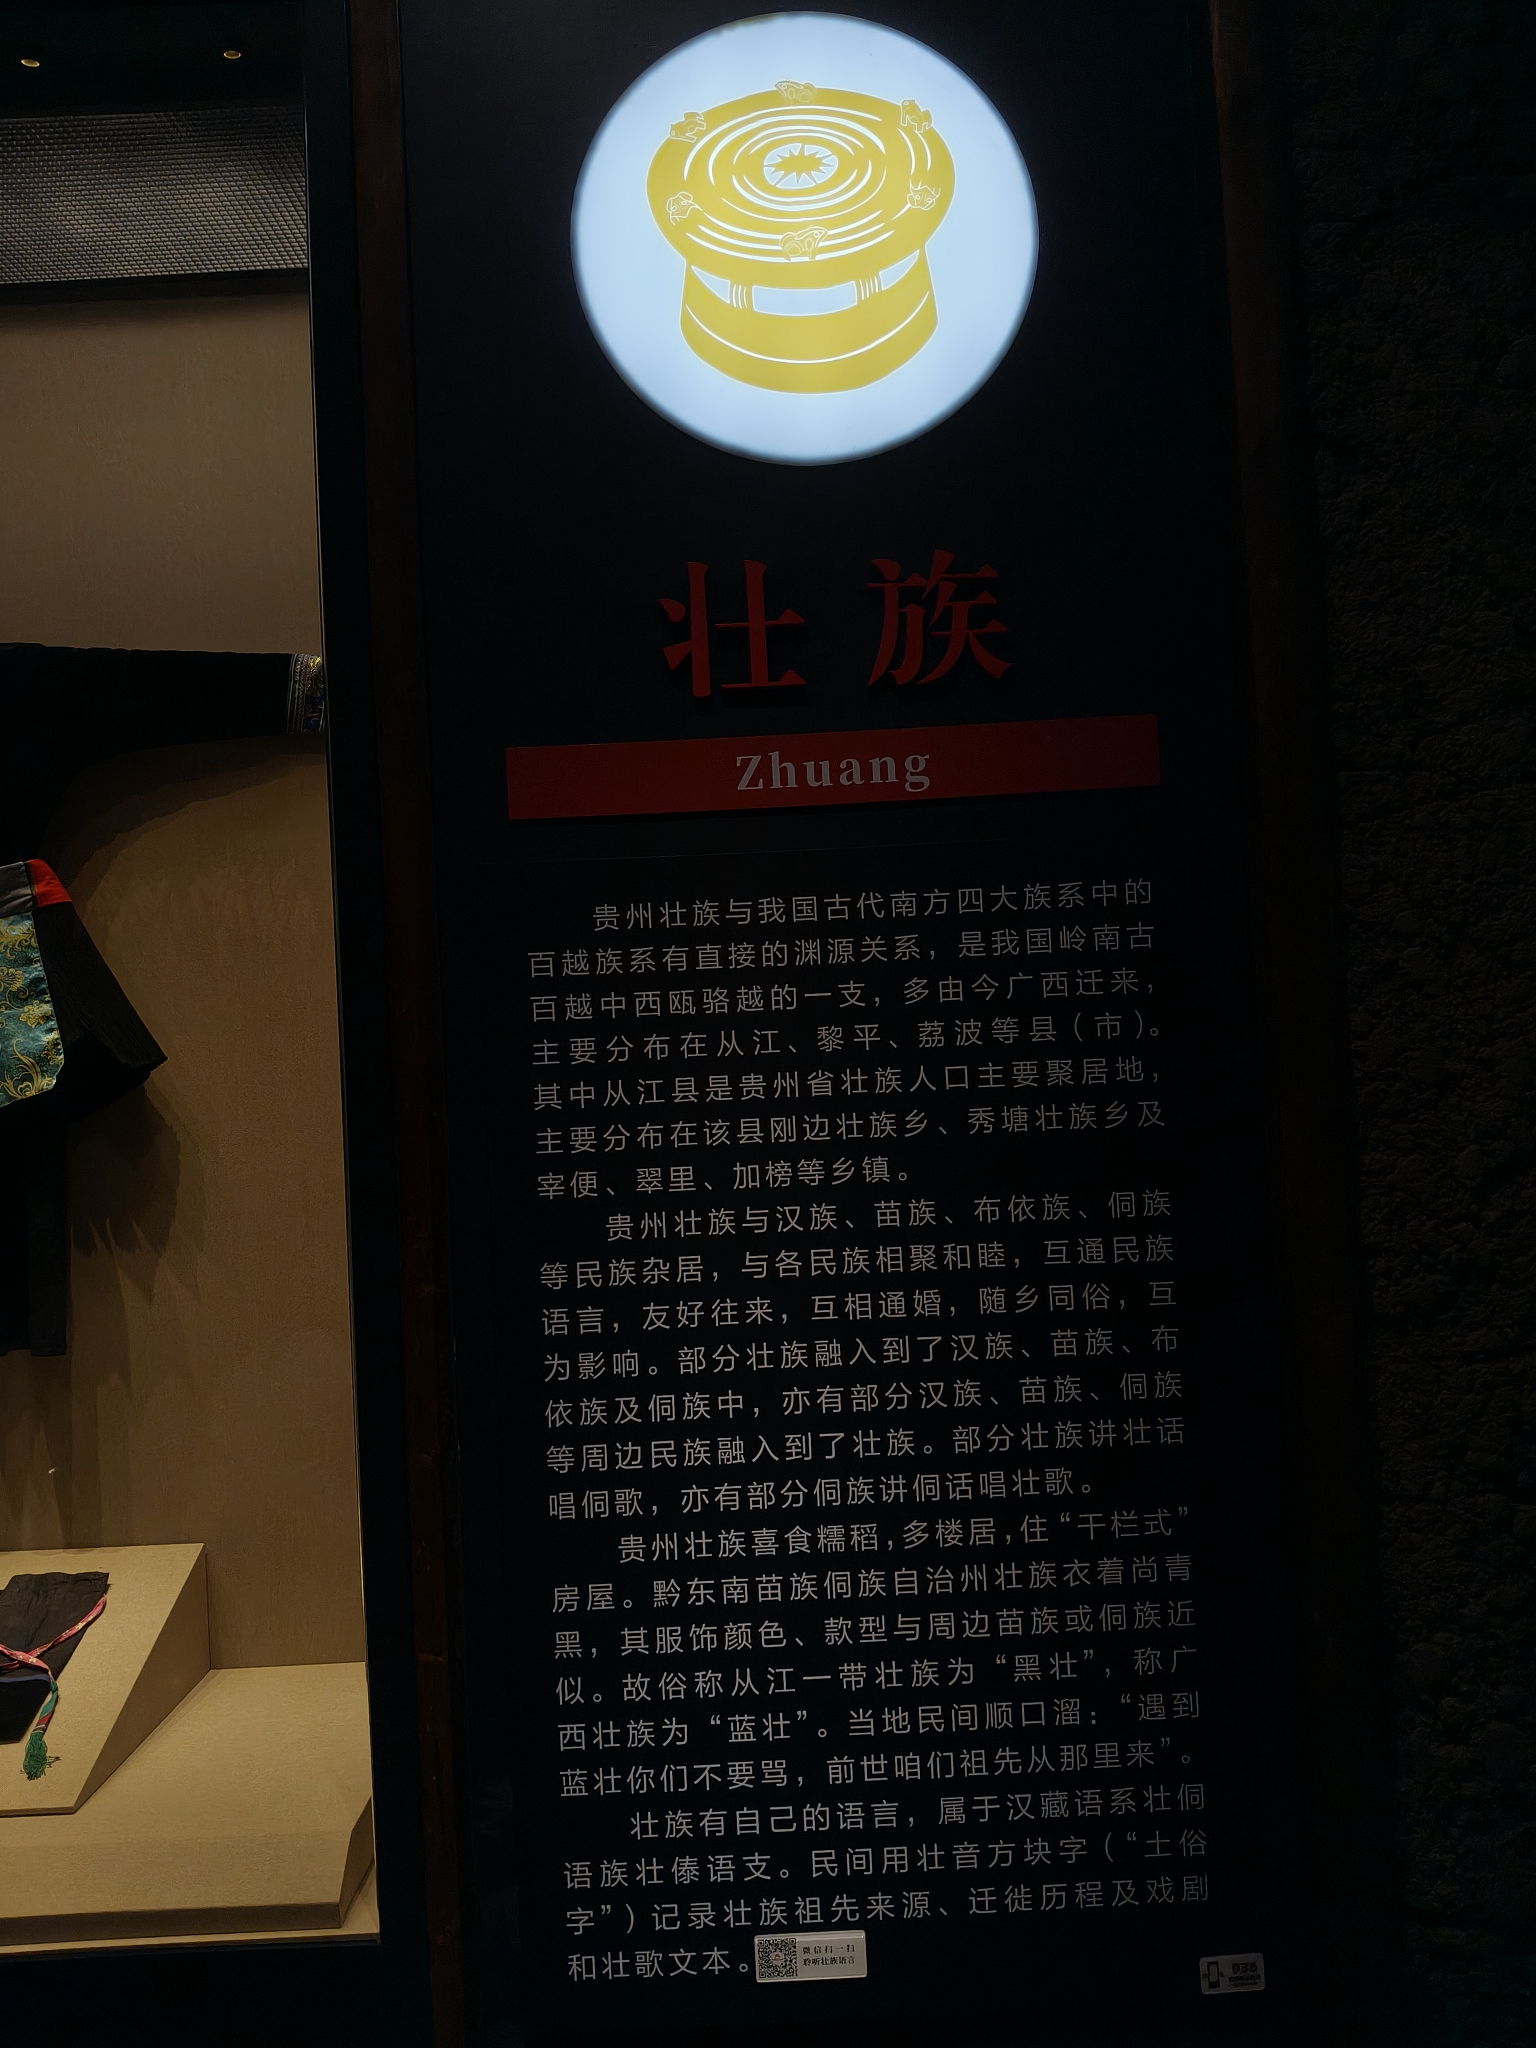 壮族
Zhuang
贵州壮族与我国古代南方四大族系中的
百越族系有直接的渊源关系，是我国岭南古
百越中西瓯骆越的一支，多由今广西迁来，
主要分布在从江、黎平、荔波等县（市）。
其中从江县是贵州省壮族人口主要聚居地，
主要分布在该县刚边壮族乡、秀塘壮族乡及
宰便、翠里、加榜等乡镇。
贵州壮族与汉族、苗族、布依族、侗族
等民族杂居，与各民族相聚和睦，互通民族
语言，友好往来，互相通婚，随乡同俗，互
为影响。部分壮族融入到了汉族、苗族、布
依族及侗族中，亦有部分汉族、苗族、侗族
等周边民族融入到了壮族。部分壮族讲壮话
唱侗歌，亦有部分侗族讲侗话唱壮歌。
贵州壮族喜食糯稻，多楼居，住“干栏式”
房屋。黔东南苗族侗族自治州壮族衣着尚青
黑，其服饰颜色、款型与周边苗族或侗族近
似。故俗称从江一带壮族为“黑壮”，称广
西壮族为“蓝壮”。当地民间顺口溜：“遇到
蓝壮你们不要骂，前世咱们祖先从那里来”。
壮族有自己的语言，属于汉藏语系壮侗
语族壮傣语支。民间用壮音方块字（“土俗
字”）记录壮族祖先来源、迁徙历程及戏剧
和壮歌文本。
微信扫一扫
聆听壮族语言
036